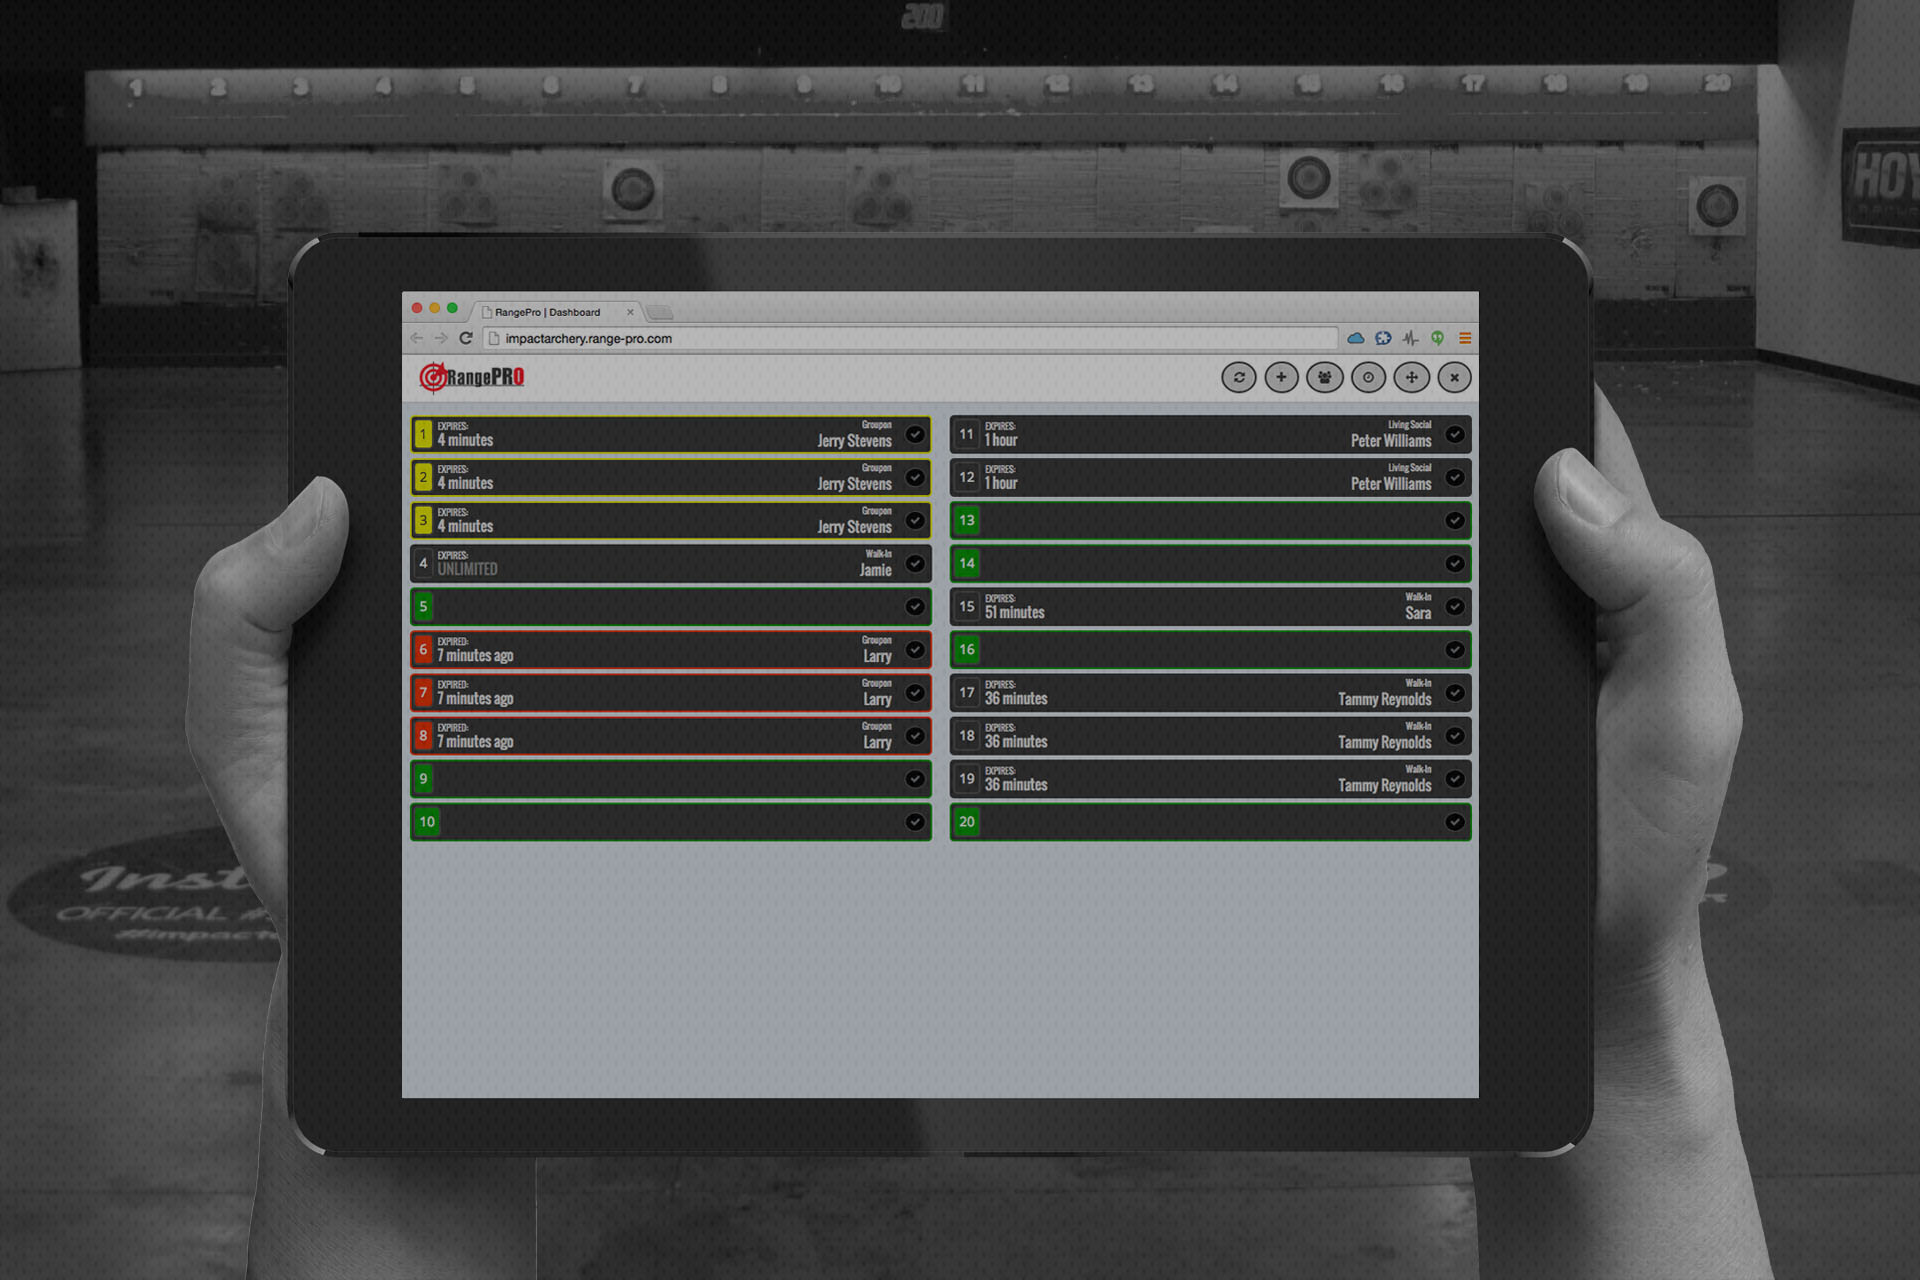 200
1 2 3 4 5 6 7 8 9 10 11 12 13 14 15 16 17 18 19 20
RangePro | Dashboard
impactarchery.range-pro.com
RangePRO
1 EXPIRES: Groupon
4 minutes Jerry Stevens
2 EXPIRES: Groupon
4 minutes Jerry Stevens
3 EXPIRES: Groupon
4 minutes Jerry Stevens
4 EXPIRES: Walk-In
UNLIMITED Jamie
5
6 EXPIRED: Groupon
7 minutes ago Larry
7 EXPIRED: Groupon
7 minutes ago Larry
8 EXPIRED: Groupon
7 minutes ago Larry
9
10
11 EXPIRES: Living Social
1 hour Peter Williams
12 EXPIRES: Living Social
1 hour Peter Williams
13
14
15 EXPIRES: Walk-In
51 minutes Sara
16
17 EXPIRES: Walk-In
36 minutes Tammy Reynolds
18 EXPIRES: Walk-In
36 minutes Tammy Reynolds
19 EXPIRES: Walk-In
36 minutes Tammy Reynolds
20
HOY
Inst
OFFICIAL #
#impact